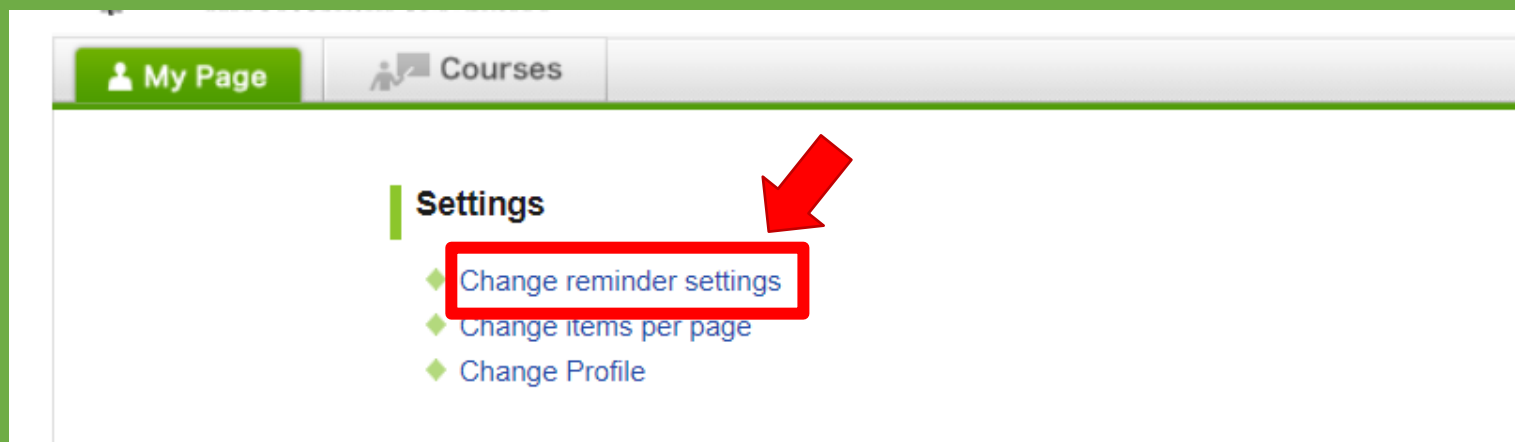 My Page
Courses
Settings
Change reminder settings
Change items per page
Change Profile